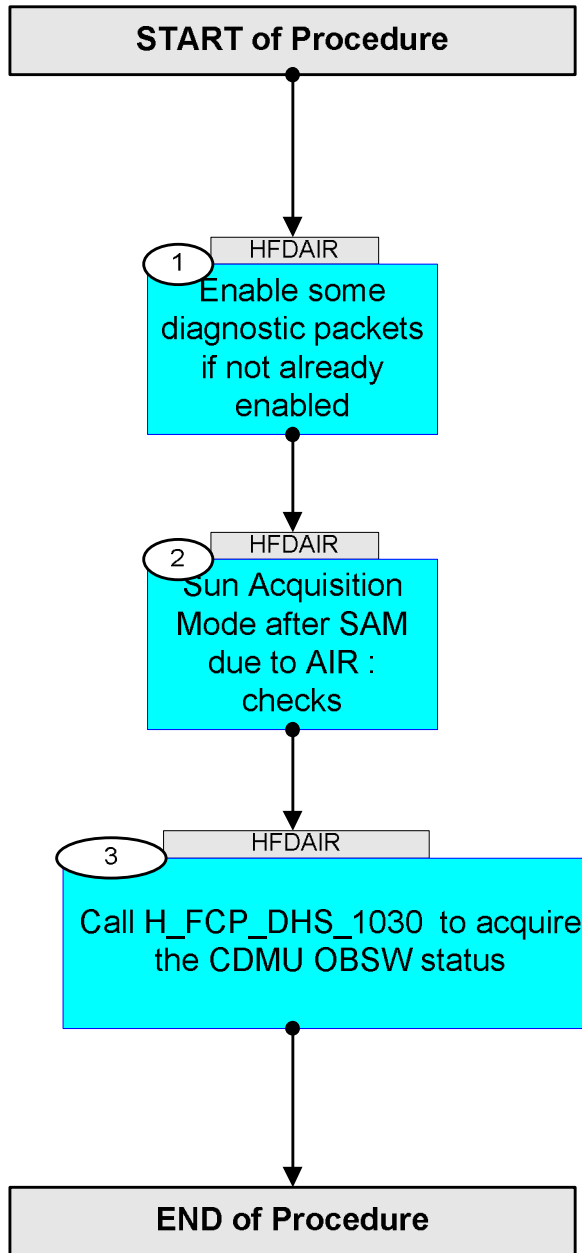 START of Procedure
HFDAIR
1
Enable some
diagnostic packets
if not already
enabled
HFDAIR
2
Sun Acquisition
Mode after SAM
due to AIR :
checks
HFDAIR
3
Call H_FCP_DHS_1030 to acquire
the CDMU OBSW status
END of Procedure